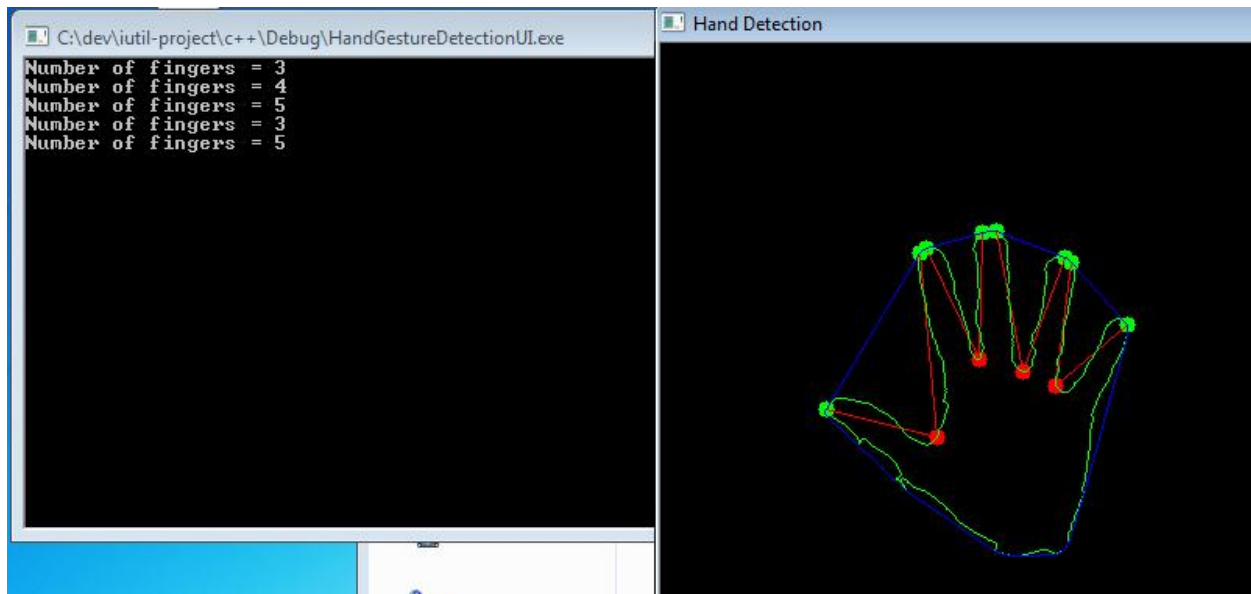 C:\dev\iutil-project\c++\Debug\HandGestureDetectionUI.exe
Number of fingers = 3
Number of fingers = 4
Number of fingers = 5
Number of fingers = 3
Number of fingers = 5
Hand Detection